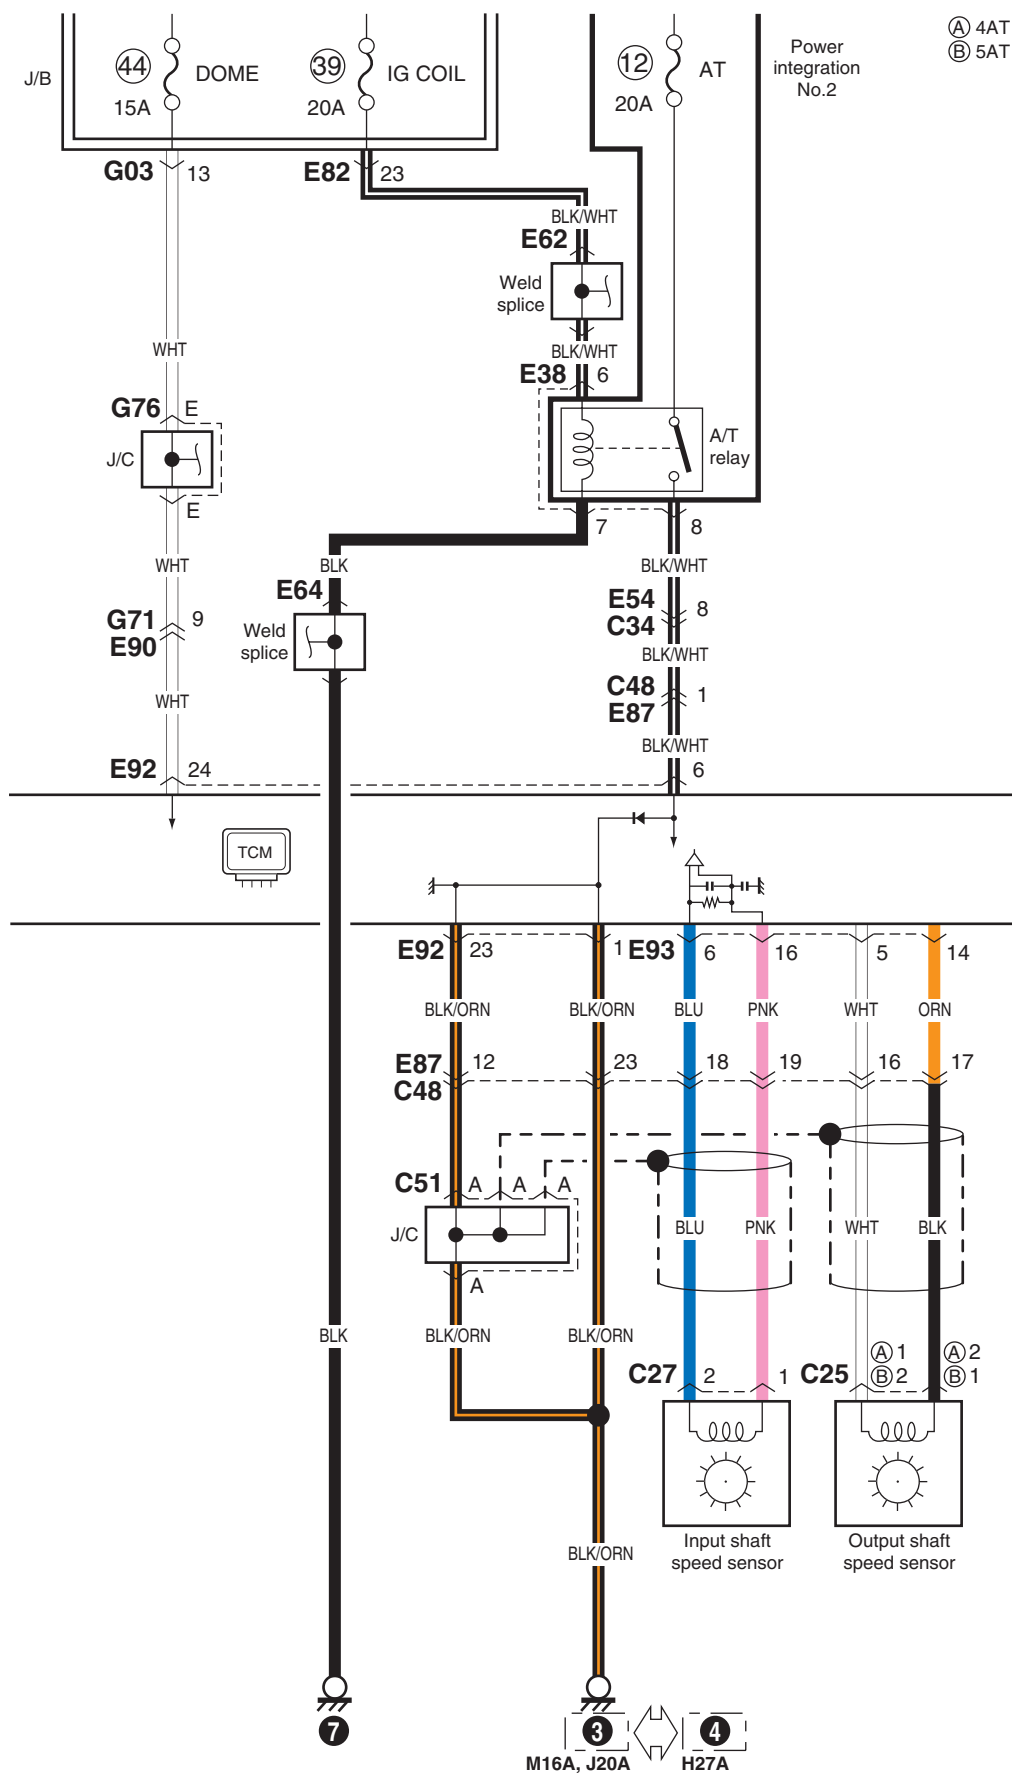 Ⓐ 4AT
Ⓑ 5AT
J/B
44 DOME
15A
39 IG COIL
20A
12 AT
20A
Power
integration
No.2
G03 13
E82 23
BLK/WHT
E62
Weld
splice
BLK/WHT
E38 6
WHT
G76 E
J/C
E
A/T
relay
7
8
WHT
BLK
BLK/WHT
E64
Weld
splice
G71 9
E90
E54 8
C34
BLK/WHT
C48 1
E87
WHT
BLK/WHT
E92 24
6
TCM
E92 23
1
E93 6
16
5
14
BLK/ORN
BLK/ORN
BLU
PNK
WHT
ORN
E87 12
C48
23
18
19
16
17
C51 A
A
A
J/C
A
BLU
PNK
WHT
BLK
BLK
BLK/ORN
BLK/ORN
C27 2
1
C25 Ⓐ 1
Ⓑ 2
Ⓐ 2
Ⓑ 1
Input shaft
speed sensor
Output shaft
speed sensor
BLK/ORN
7
3
4
M16A, J20A
H27A